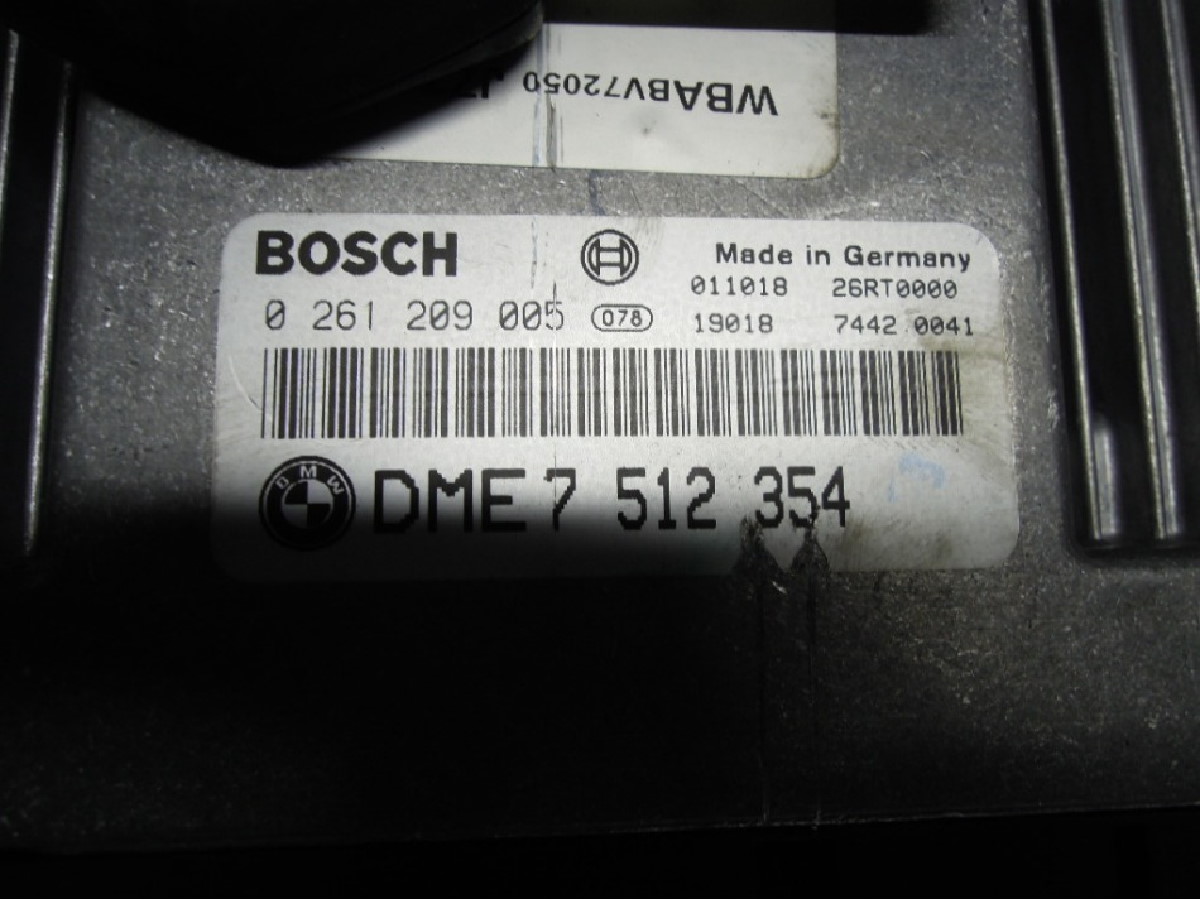 WBABV72050
BOSCH
Made in Germany
011018 26RT0000
0 261 209 005 078
19018 7442 0041
BMW DME 7 512 354